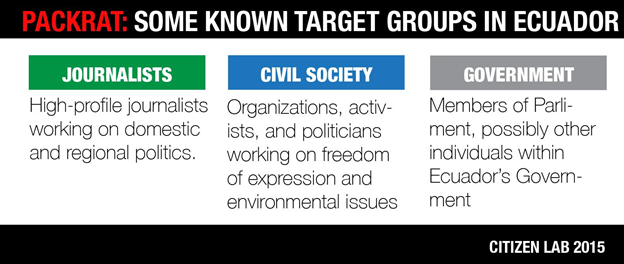 PACKRAT: SOME KNOWN TARGET GROUPS IN ECUADOR
JOURNALISTS
High-profile journalists
working on domestic
and regional politics.
CIVIL SOCIETY
Organizations, activ-
ists, and politicians
working on freedom
of expression and
environmental issues
GOVERNMENT
Members of Parli-
ment, possibly other
individuals within
Ecuador's Govern-
ment
CITIZEN LAB 2015